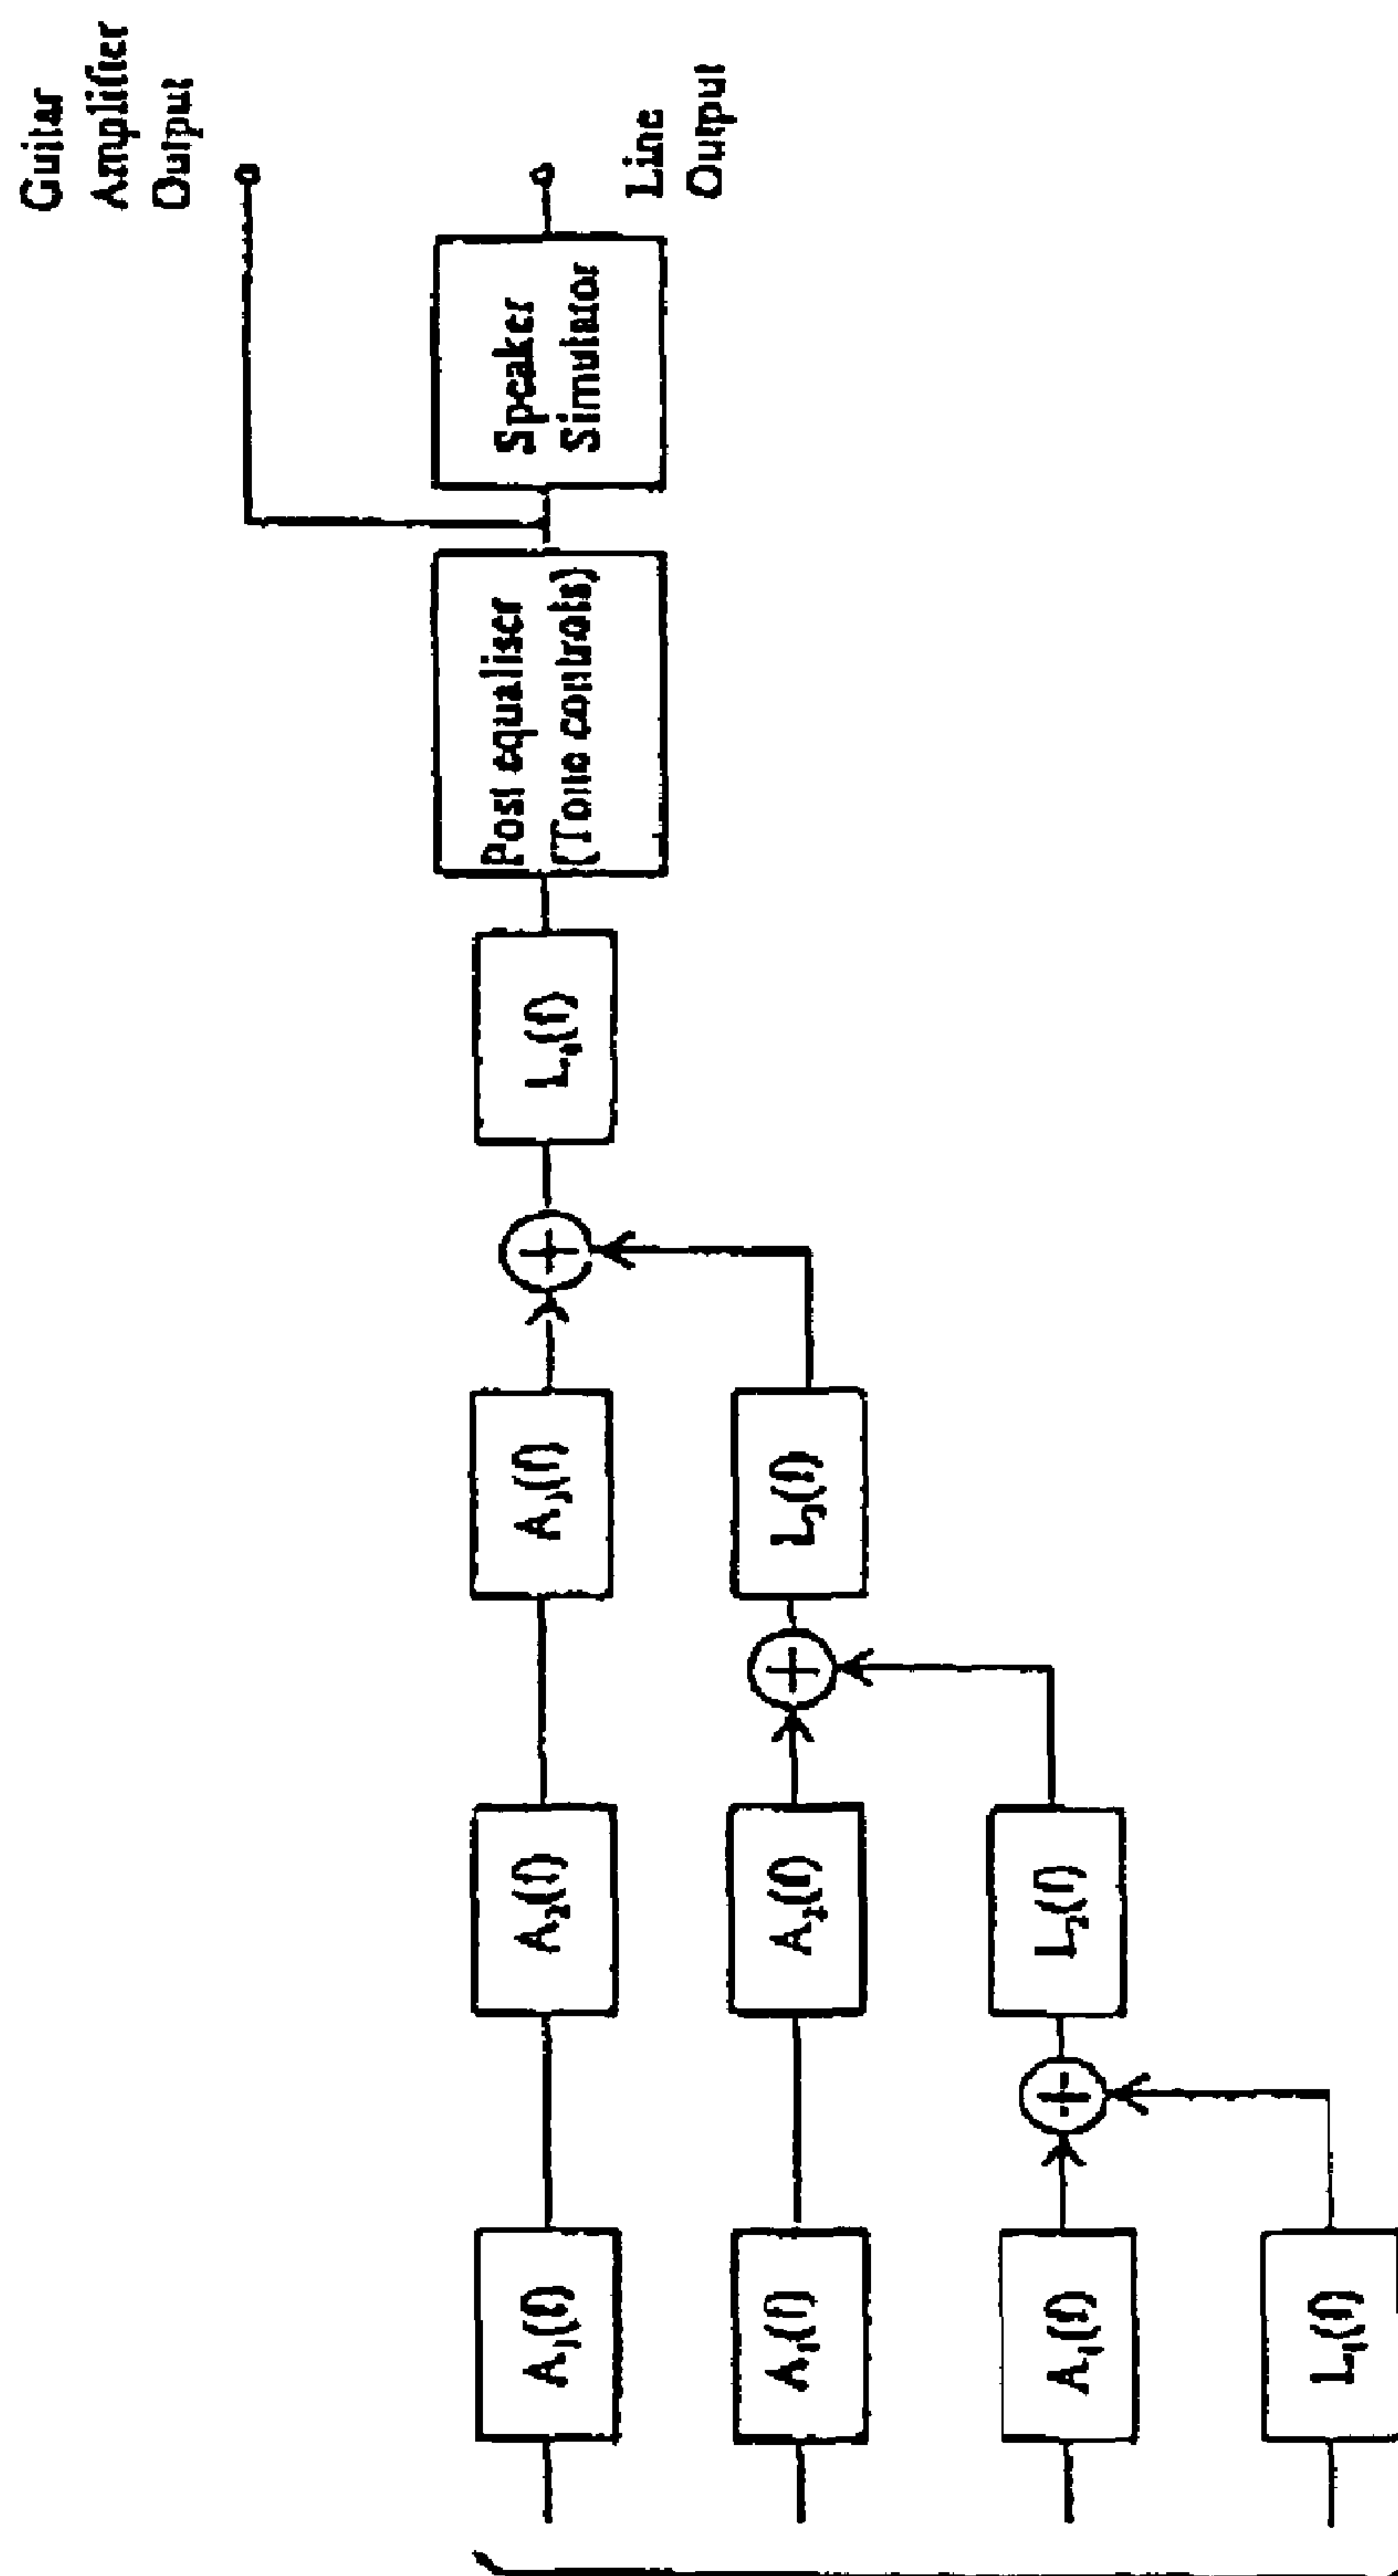 Guitar
Amplifier
Output
Line
Output
Speaker
Simulator
Post equaliser
(Tone controls)
A₁(f)
A₂(f)
A₃(f)
+
A₁(f)
A₂(f)
+
L₃(f)
A₁(f)
+
L₂(f)
L₁(f)